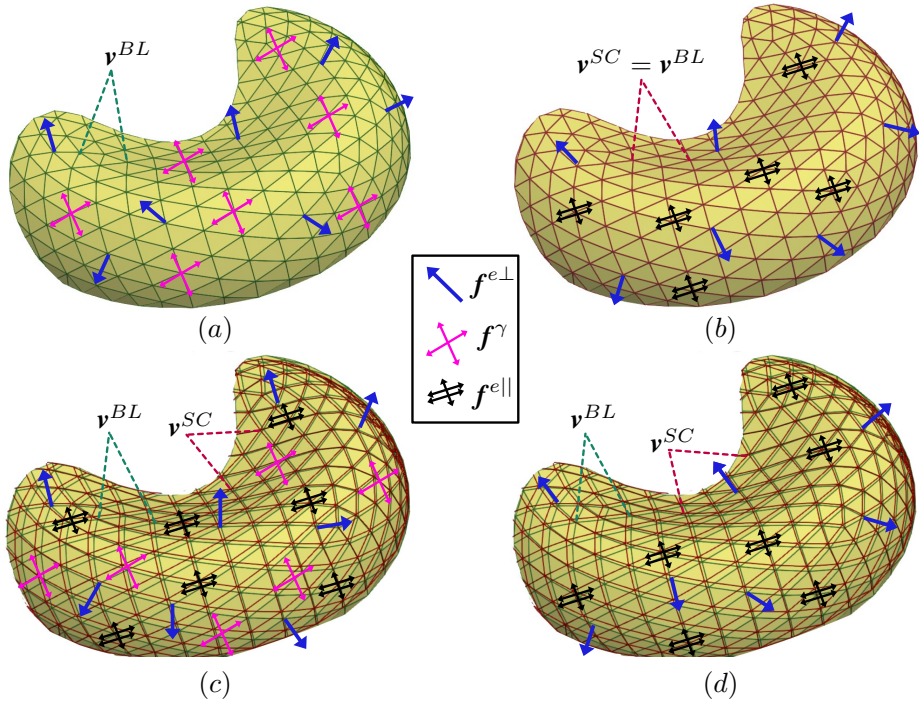 v^{BL}
v^{SC} = v^{BL}
(a)
(b)
f^{e⊥}
f^{γ}
f^{e||}
v^{BL}
v^{SC}
v^{BL}
v^{SC}
(c)
(d)